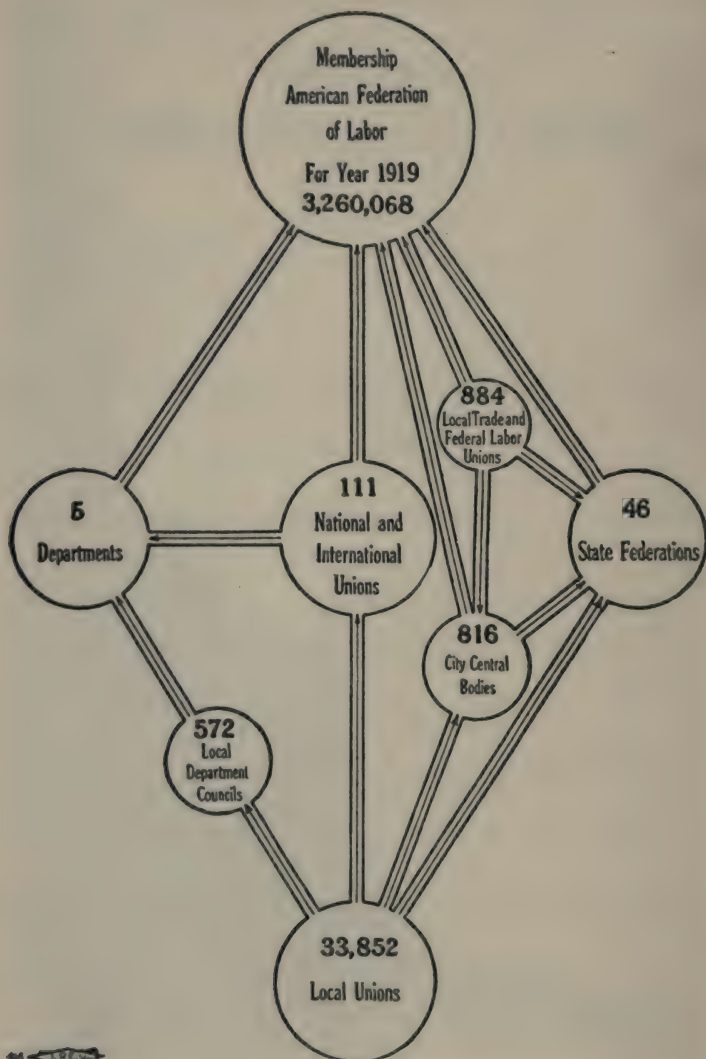 Membership
American Federation
of Labor
For Year 1919
3,260,068
884
Local Trade and
Federal Labor
Unions
5
Departments
111
National and
International
Unions
46
State Federations
816
City Central
Bodies
572
Local
Department
Councils
33,852
Local Unions